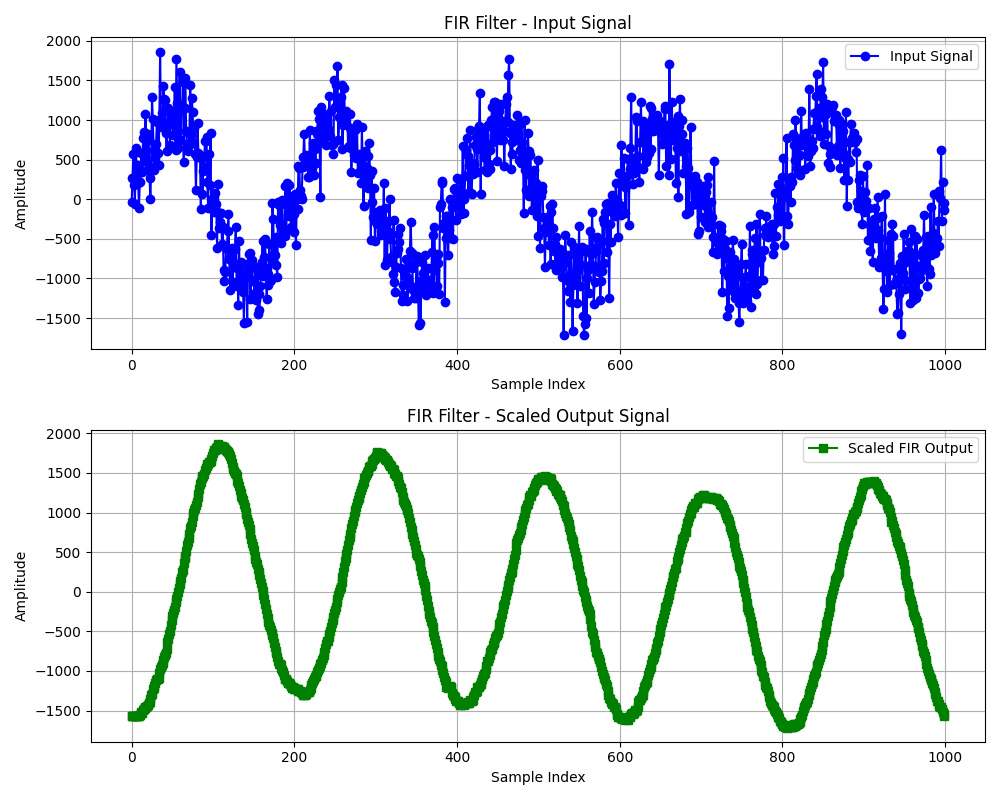 FIR Filter - Input Signal
2000
1500
1000
500
0
−500
−1000
−1500
Amplitude
Input Signal
0 200 400 600 800 1000
Sample Index
FIR Filter - Scaled Output Signal
2000
1500
1000
500
0
−500
−1000
−1500
Amplitude
Scaled FIR Output
0 200 400 600 800 1000
Sample Index